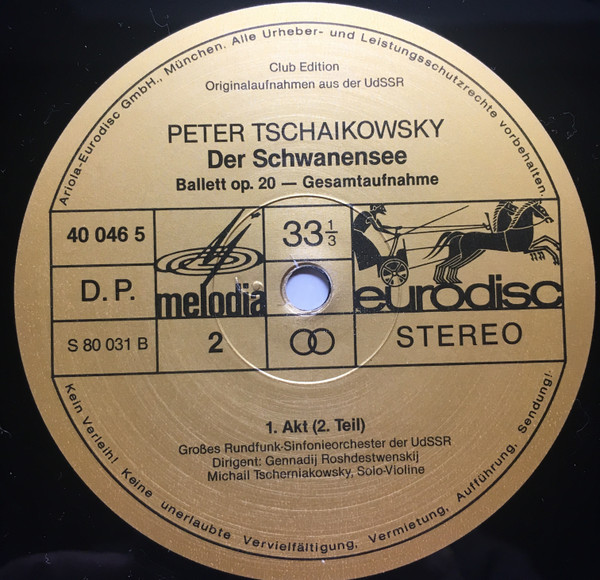 Ariola-Eurodisc GmbH., München. Alle Urheber- und Leistungsschutzrechte vorbehalten.
Club Edition
Originalaufnahmen aus der UdSSR
PETER TSCHAIKOWSKY
Der Schwanensee
Ballett op. 20 — Gesamtaufnahme
40 046 5
melodia
33 1/3
eurodisc
D. P.
S 80 031 B
2
STEREO
1. Akt (2. Teil)
Großes Rundfunk-Sinfonieorchester der UdSSR
Dirigent: Gennadij Roshdestwenskij
Michail Tscherniakowsky, Solo-Violine
Kein Verleih! Keine unerlaubte Vervielfältigung, Vermietung, Aufführung, Sendung!